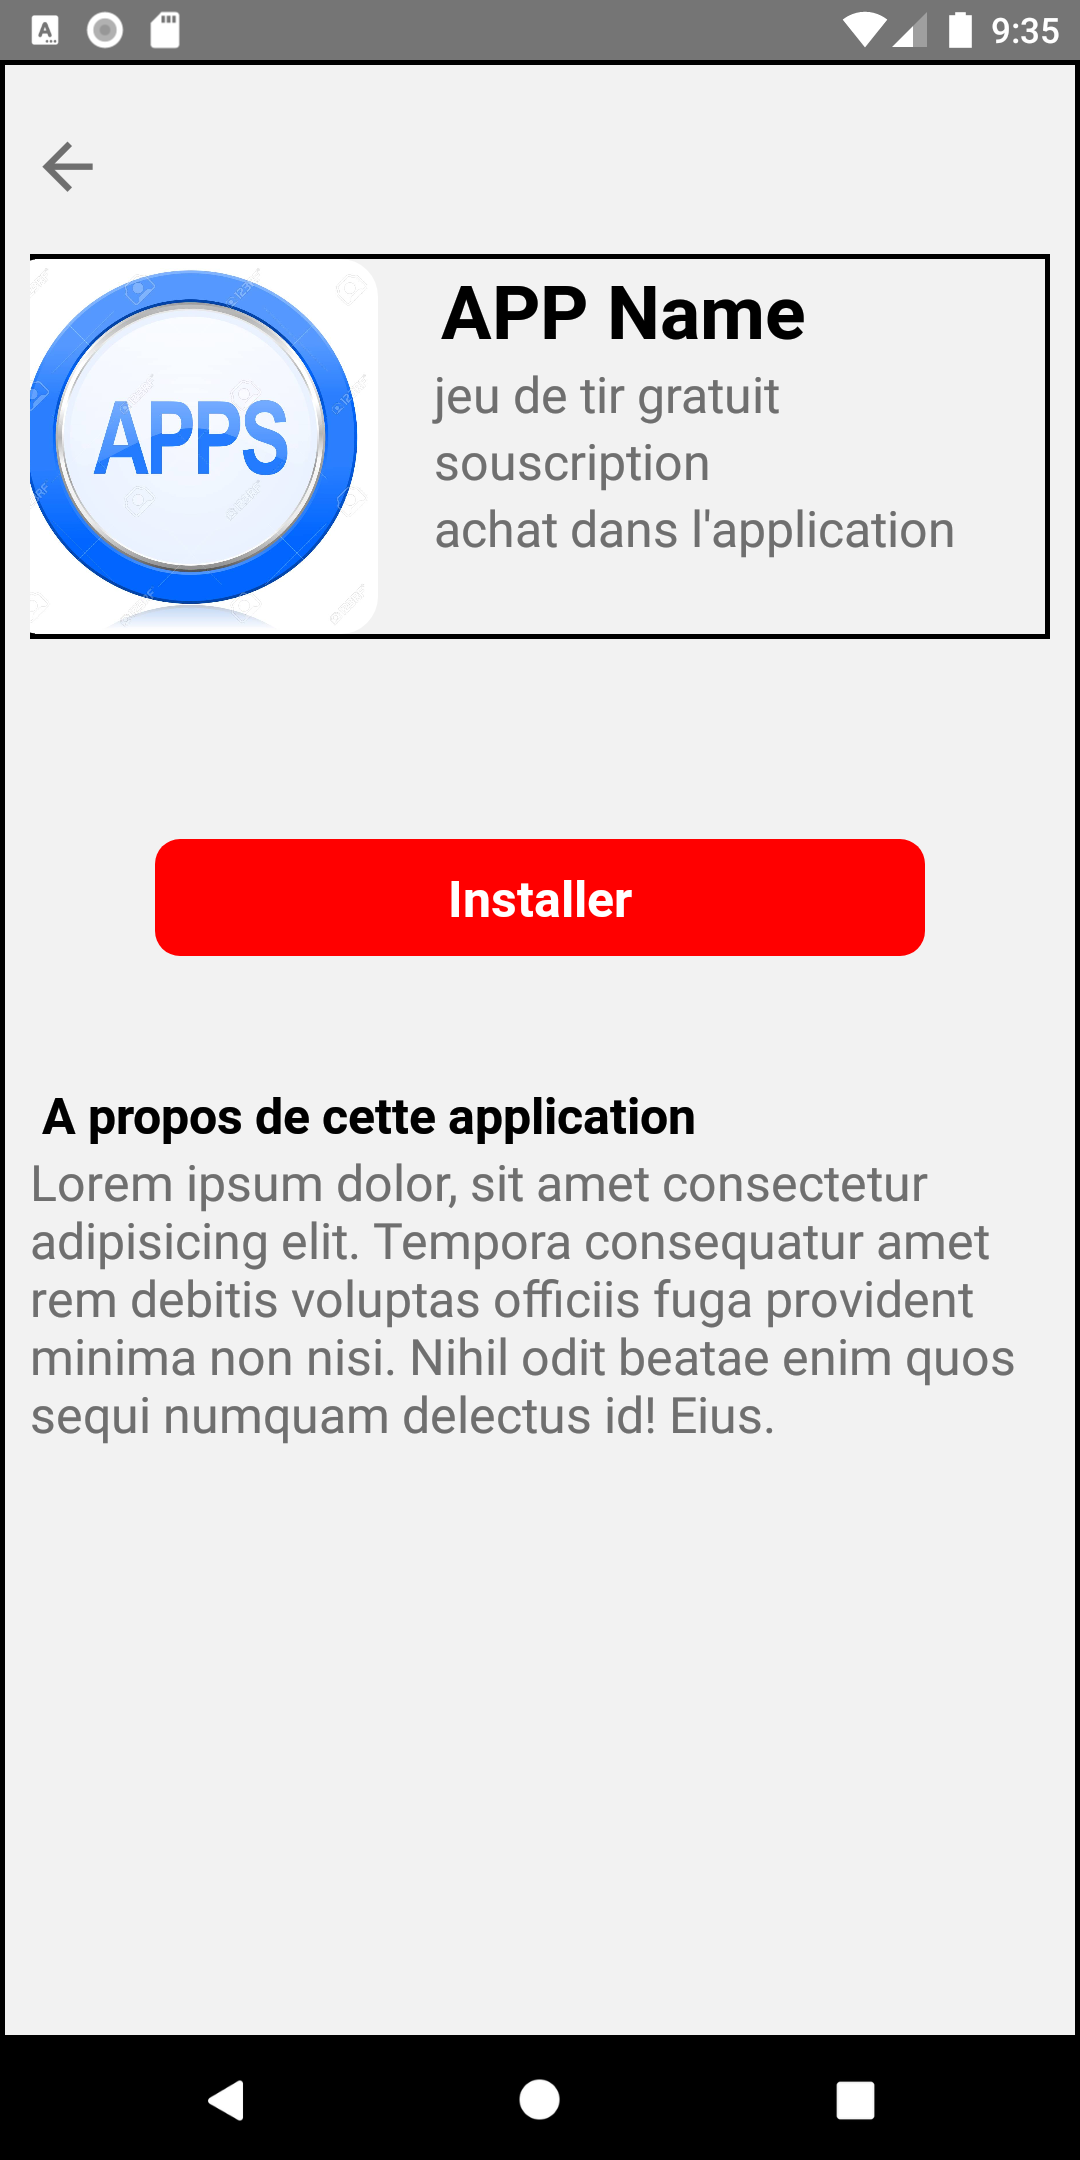 9:35
APP Name
APPS
jeu de tir gratuit
souscription
achat dans l'application
Installer
A propos de cette application
Lorem ipsum dolor, sit amet consectetur
adipisicing elit. Tempora consequatur amet
rem debitis voluptas officiis fuga provident
minima non nisi. Nihil odit beatae enim quos
sequi numquam delectus id! Eius.